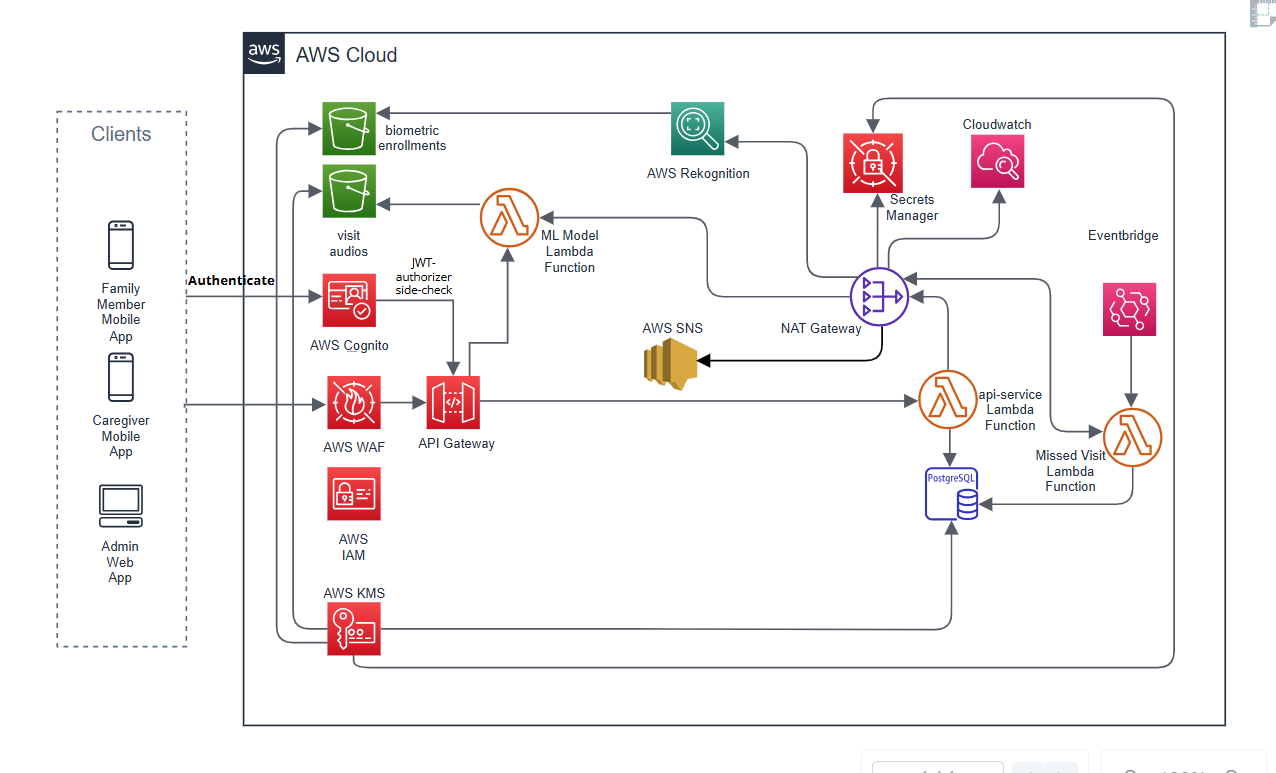 aws
AWS Cloud
Clients
Family
Member
Mobile
App
Caregiver
Mobile
App
Admin
Web
App
Authenticate
biometric
enrollments
visit
audios
JWT-
authorizer
side-check
AWS Cognito
AWS WAF
API Gateway
AWS
IAM
AWS KMS
ML Model
Lambda
Function
AWS Rekognition
AWS SNS
NAT Gateway
Secrets
Manager
Cloudwatch
Eventbridge
api-service
Lambda
Function
Missed Visit
Lambda
Function
PostgreSQL